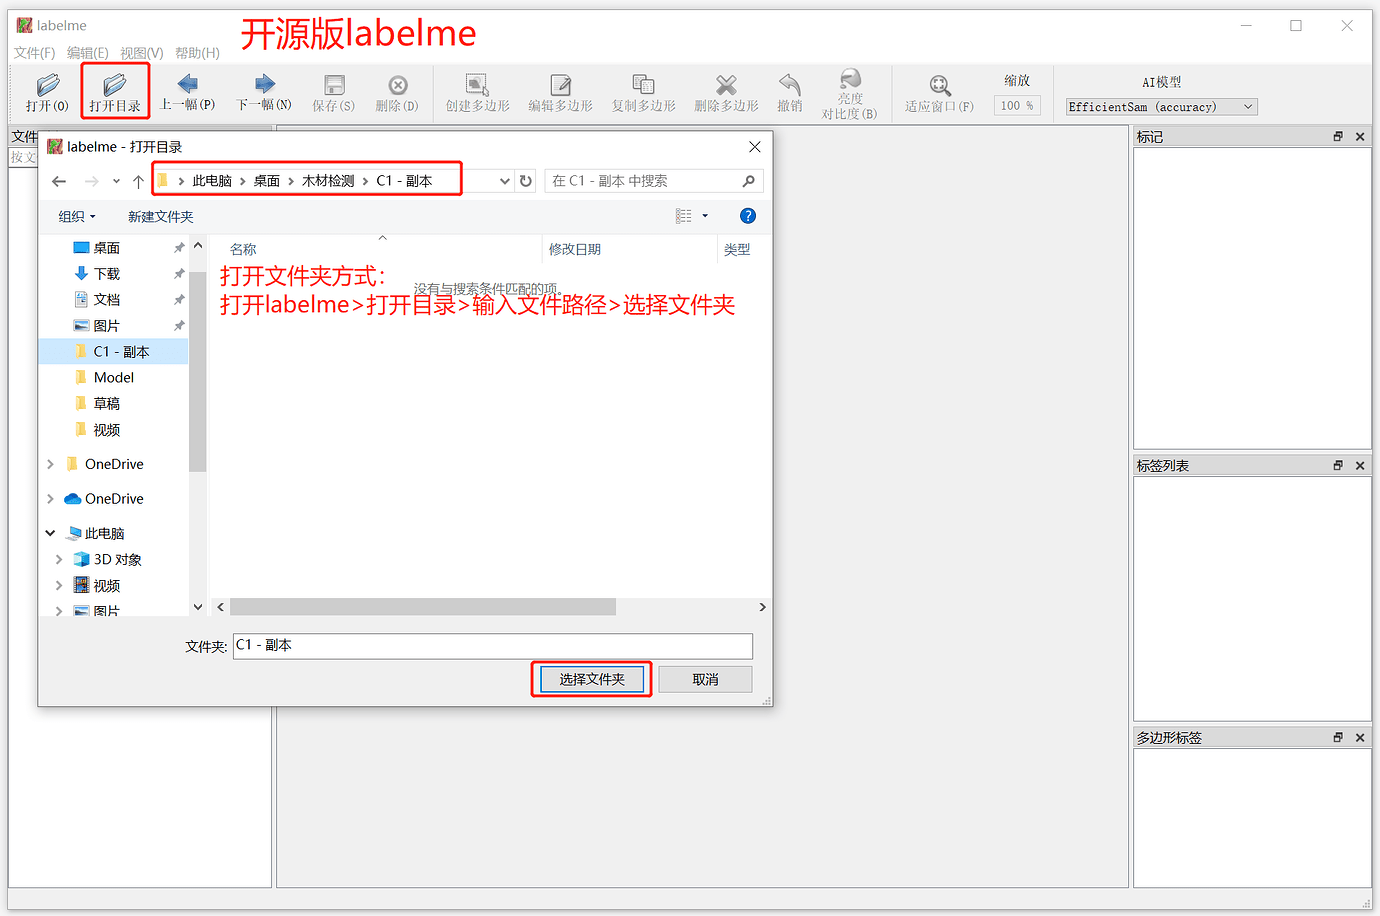 labelme
开源版labelme
文件(F) 编辑(E) 视图(V) 帮助(H)
打开(O) 打开目录 上一幅(P) 下一幅(N) 保存(S) 删除(D) 创建多边形 编辑多边形 复制多边形 删除多边形 撤销 亮度 对比度(B) 适应窗口(F) 缩放 100 % AI模型 EfficientSam (accuracy)
文件
按文
标记
labelme - 打开目录
此电脑 桌面 木材检测 C1 - 副本
在 C1 - 副本 中搜索
组织 新建文件夹
名称 修改日期 类型
没有与搜索条件匹配的项。
打开文件夹方式：
打开labelme>打开目录>输入文件路径>选择文件夹
桌面
下载
文档
图片
C1 - 副本
Model
草稿
视频
OneDrive
OneDrive
此电脑
3D 对象
视频
图片
文件夹: C1 - 副本
选择文件夹 取消
标签列表
多边形标签